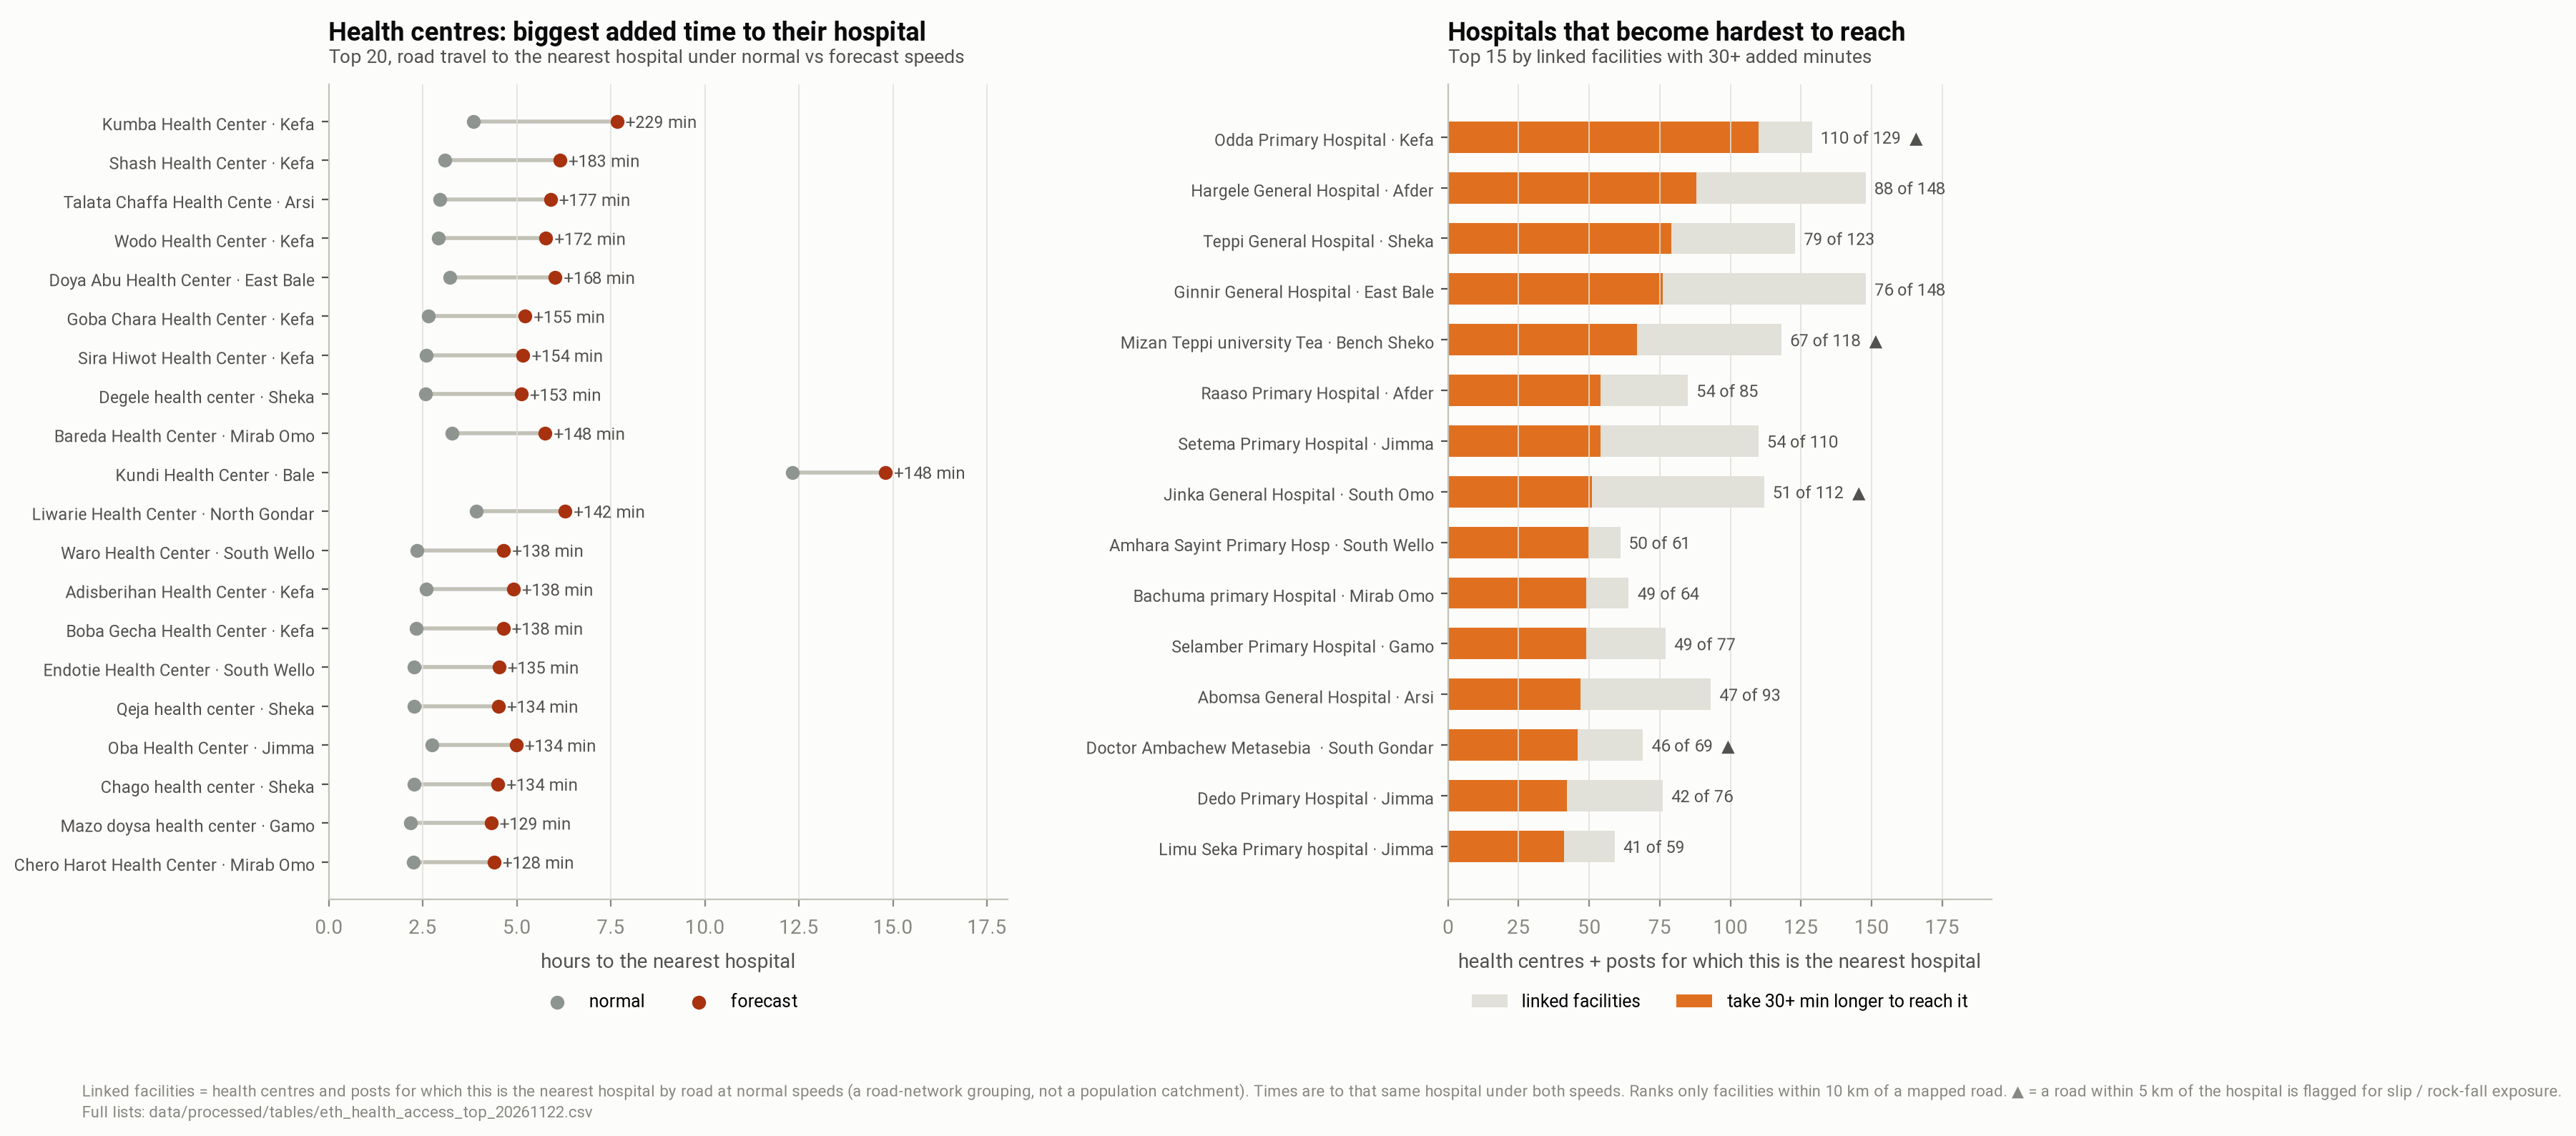 Health centres: biggest added time to their hospital
Top 20, road travel to the nearest hospital under normal vs forecast speeds
Kumba Health Center · Kefa
+229 min
Shash Health Center · Kefa
+183 min
Talata Chaffa Health Cente · Arsi
+177 min
Wodo Health Center · Kefa
+172 min
Doya Abu Health Center · East Bale
+168 min
Goba Chara Health Center · Kefa
+155 min
Sira Hiwot Health Center · Kefa
+154 min
Degele health center · Sheka
+153 min
Bareda Health Center · Mirab Omo
+148 min
Kundi Health Center · Bale
+148 min
Liwarie Health Center · North Gondar
+142 min
Waro Health Center · South Wello
+138 min
Adisberihan Health Center · Kefa
+138 min
Boba Gecha Health Center · Kefa
+138 min
Endotie Health Center · South Wello
+135 min
Qeja health center · Sheka
+134 min
Oba Health Center · Jimma
+134 min
Chago health center · Sheka
+134 min
Mazo doysa health center · Gamo
+129 min
Chero Harot Health Center · Mirab Omo
+128 min
0.0 2.5 5.0 7.5 10.0 12.5 15.0 17.5
hours to the nearest hospital
normal forecast
Hospitals that become hardest to reach
Top 15 by linked facilities with 30+ added minutes
Odda Primary Hospital · Kefa
110 of 129 ▲
Hargele General Hospital · Afder
88 of 148
Teppi General Hospital · Sheka
79 of 123
Ginnir General Hospital · East Bale
76 of 148
Mizan Teppi university Tea · Bench Sheko
67 of 118 ▲
Raaso Primary Hospital · Afder
54 of 85
Setema Primary Hospital · Jimma
54 of 110
Jinka General Hospital · South Omo
51 of 112 ▲
Amhara Sayint Primary Hosp · South Wello
50 of 61
Bachuma primary Hospital · Mirab Omo
49 of 64
Selamber Primary Hospital · Gamo
49 of 77
Abomsa General Hospital · Arsi
47 of 93
Doctor Ambachew Metasebia · South Gondar
46 of 69 ▲
Dedo Primary Hospital · Jimma
42 of 76
Limu Seka Primary hospital · Jimma
41 of 59
0 25 50 75 100 125 150 175
health centres + posts for which this is the nearest hospital
linked facilities take 30+ min longer to reach it
Linked facilities = health centres and posts for which this is the nearest hospital by road at normal speeds (a road-network grouping, not a population catchment). Times are to that same hospital under both speeds. Ranks only facilities within 10 km of a mapped road. ▲ = a road within 5 km of the hospital is flagged for slip / rock-fall exposure.
Full lists: data/processed/tables/eth_health_access_top_20261122.csv